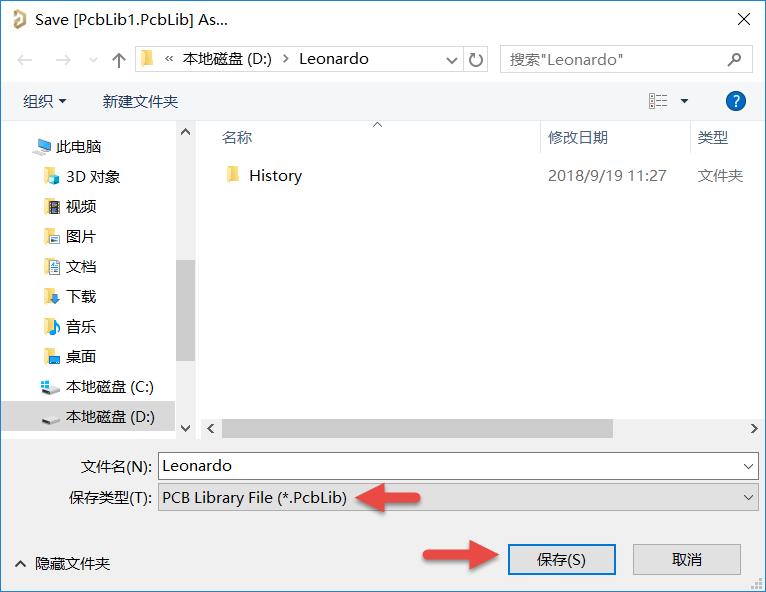 Save [PcbLib1.PcbLib] As...
« 本地磁盘 (D:) › Leonardo
搜索"Leonardo"
组织
新建文件夹
?
此电脑
3D 对象
视频
图片
文档
下载
音乐
桌面
本地磁盘 (C:)
本地磁盘 (D:)
名称
修改日期
类型
History
2018/9/19 11:27
文件夹
文件名(N):
Leonardo
保存类型(T):
PCB Library File (*.PcbLib)
隐藏文件夹
保存(S)
取消